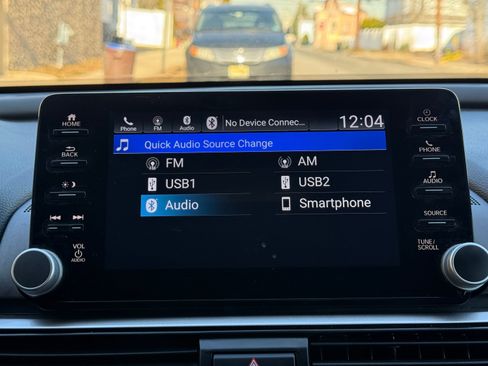 HOME
BACK
VOL
AUDIO
Phone
FM
Audio
No Device Connec...
12:04
Quick Audio Source Change
FM
AM
USB1
USB2
Audio
Smartphone
CLOCK
PHONE
AUDIO
SOURCE
TUNE/
SCROLL